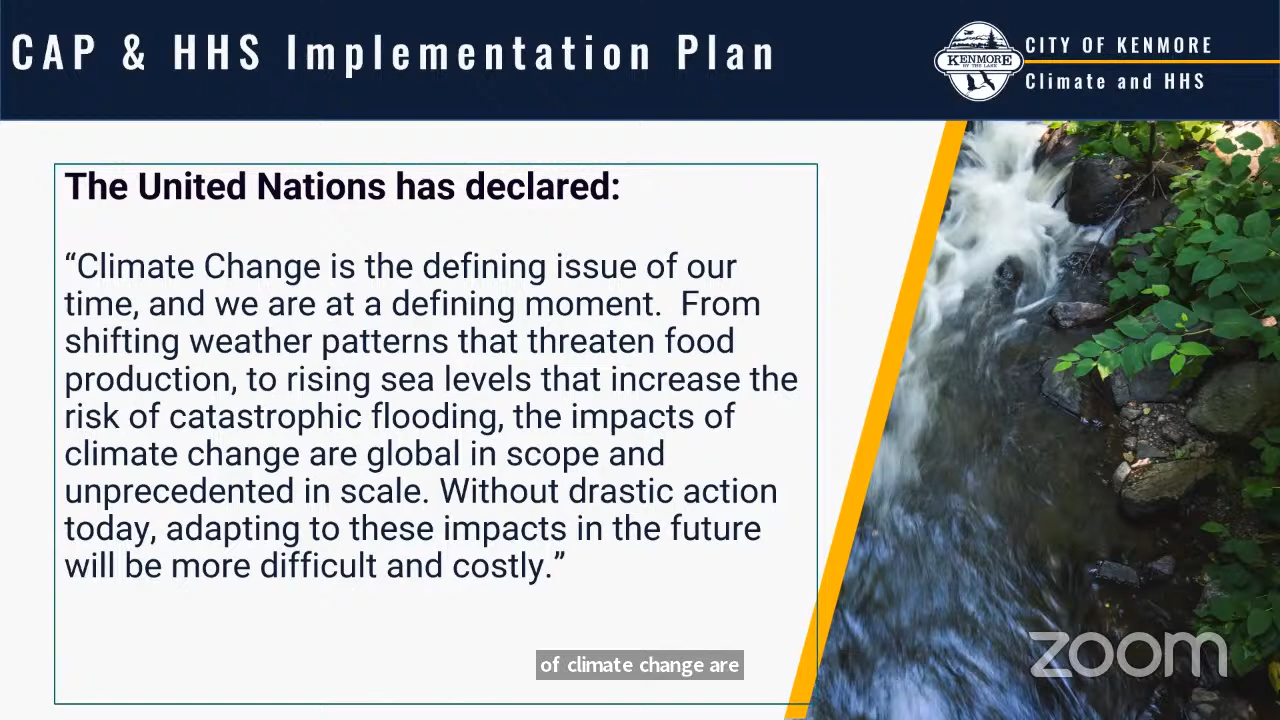 CAP & HHS Implementation Plan
KENMORE
BY THE LAKE
CITY OF KENMORE
Climate and HHS
The United Nations has declared:
“Climate Change is the defining issue of our
time, and we are at a defining moment.  From
shifting weather patterns that threaten food
production, to rising sea levels that increase the
risk of catastrophic flooding, the impacts of
climate change are global in scope and
unprecedented in scale. Without drastic action
today, adapting to these impacts in the future
will be more difficult and costly.”
of climate change are
zoom